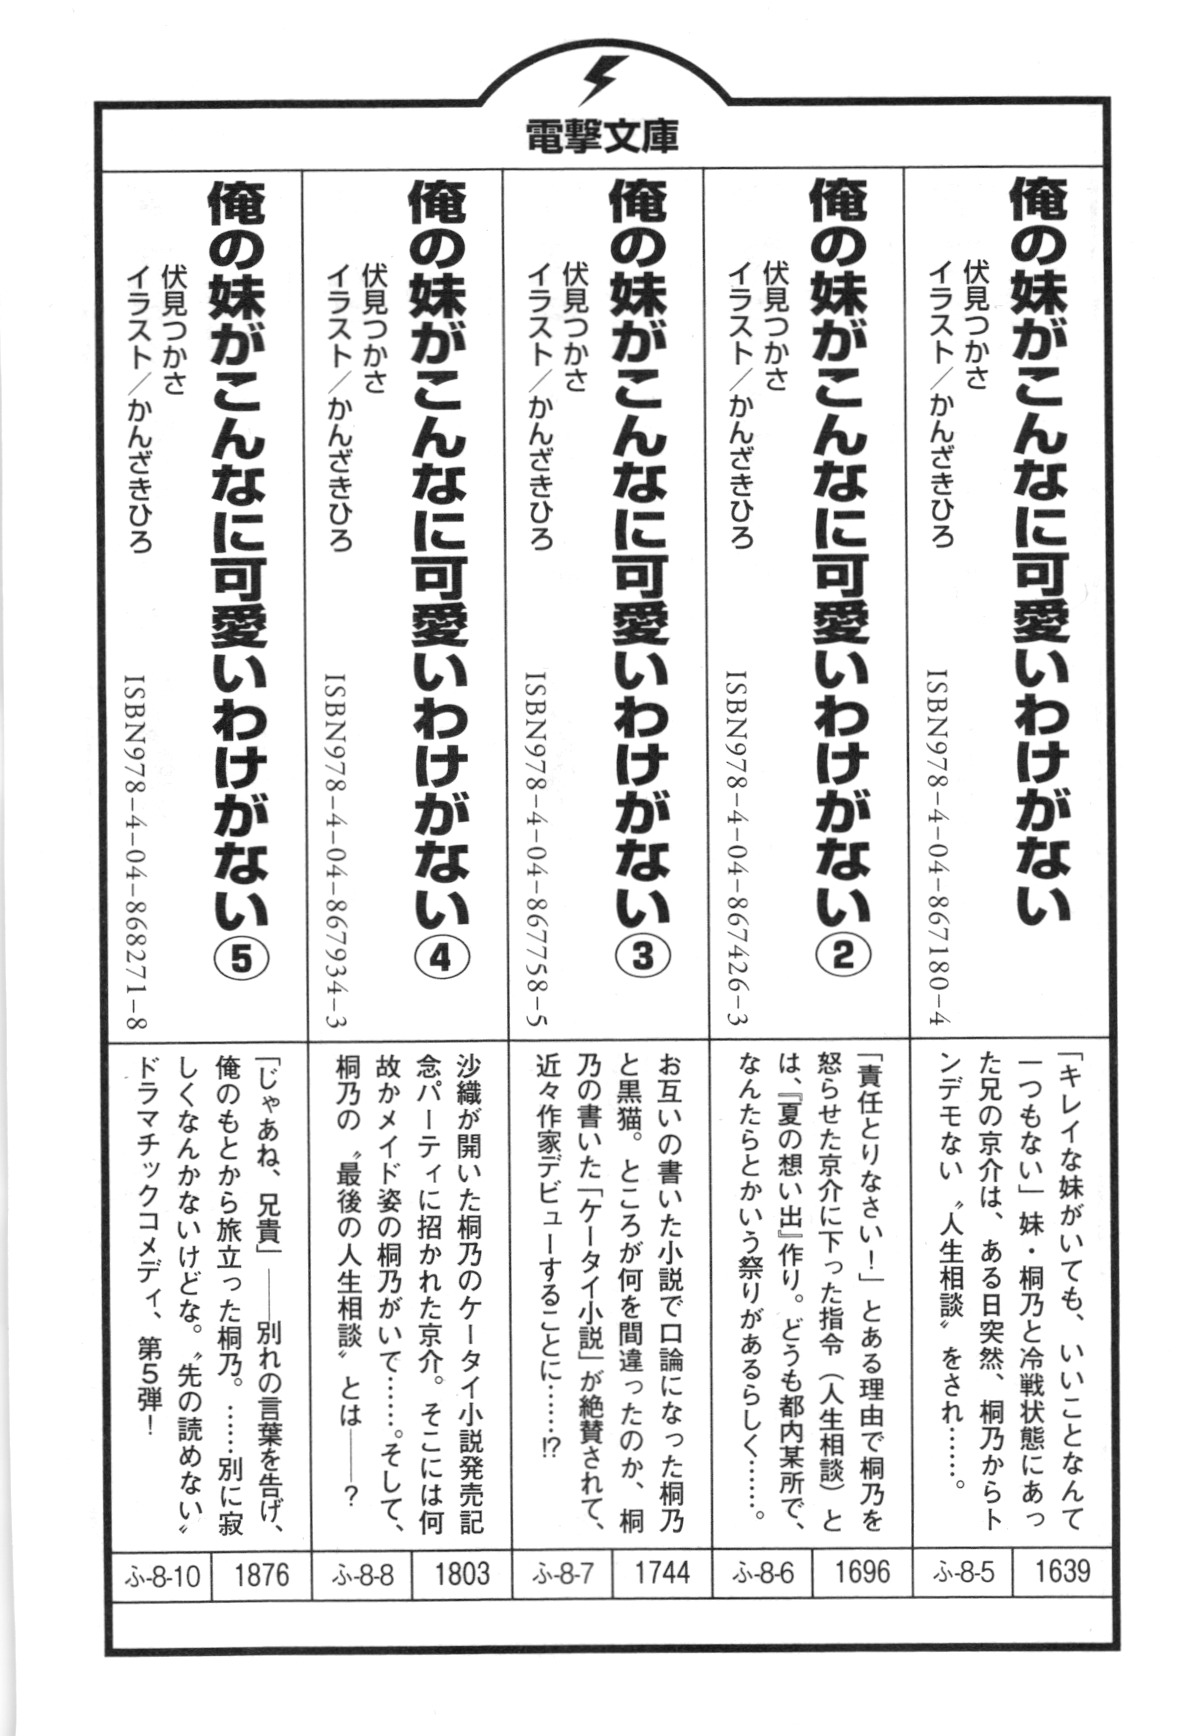 電撃文庫
俺の妹がこんなに可愛いわけがない
伏見つかさ
イラスト／かんざきひろ
ISBN978-4-04-867180-4
「キレイな妹がいても、いいことなんて
一つもない」妹・桐乃と冷戦状態にあっ
た兄の京介は、ある日突然、桐乃からト
ンデモない〝人生相談〟をされ……。
ふ-8-5
1639
俺の妹がこんなに可愛いわけがない②
伏見つかさ
イラスト／かんざきひろ
ISBN978-4-04-867426-3
「責任とりなさい！」とある理由で桐乃を
怒らせた京介に下った指令（人生相談）と
は、『夏の想い出』作り。どうも都内某所で、
なんたらとかいう祭りがあるらしく……。
ふ-8-6
1696
俺の妹がこんなに可愛いわけがない③
伏見つかさ
イラスト／かんざきひろ
ISBN978-4-04-867758-5
お互いの書いた小説で口論になった桐乃
と黒猫。ところが何を間違ったのか、桐
乃の書いた「ケータイ小説」が絶賛されて、
近々作家デビューすることに……!?
ふ-8-7
1744
俺の妹がこんなに可愛いわけがない④
伏見つかさ
イラスト／かんざきひろ
ISBN978-4-04-867934-3
沙織が開いた桐乃のケータイ小説発売記
念パーティに招かれた京介。そこには何
故かメイド姿の桐乃がいて……。そして、
桐乃の〝最後の人生相談〟とは——？
ふ-8-8
1803
俺の妹がこんなに可愛いわけがない⑤
伏見つかさ
イラスト／かんざきひろ
ISBN978-4-04-868271-8
「じゃあね、兄貴」——別れの言葉を告げ、
俺のもとから旅立った桐乃。……別に寂
しくなんかないけどな。〝先の読めない〟
ドラマチックコメディ、第5弾！
ふ-8-10
1876